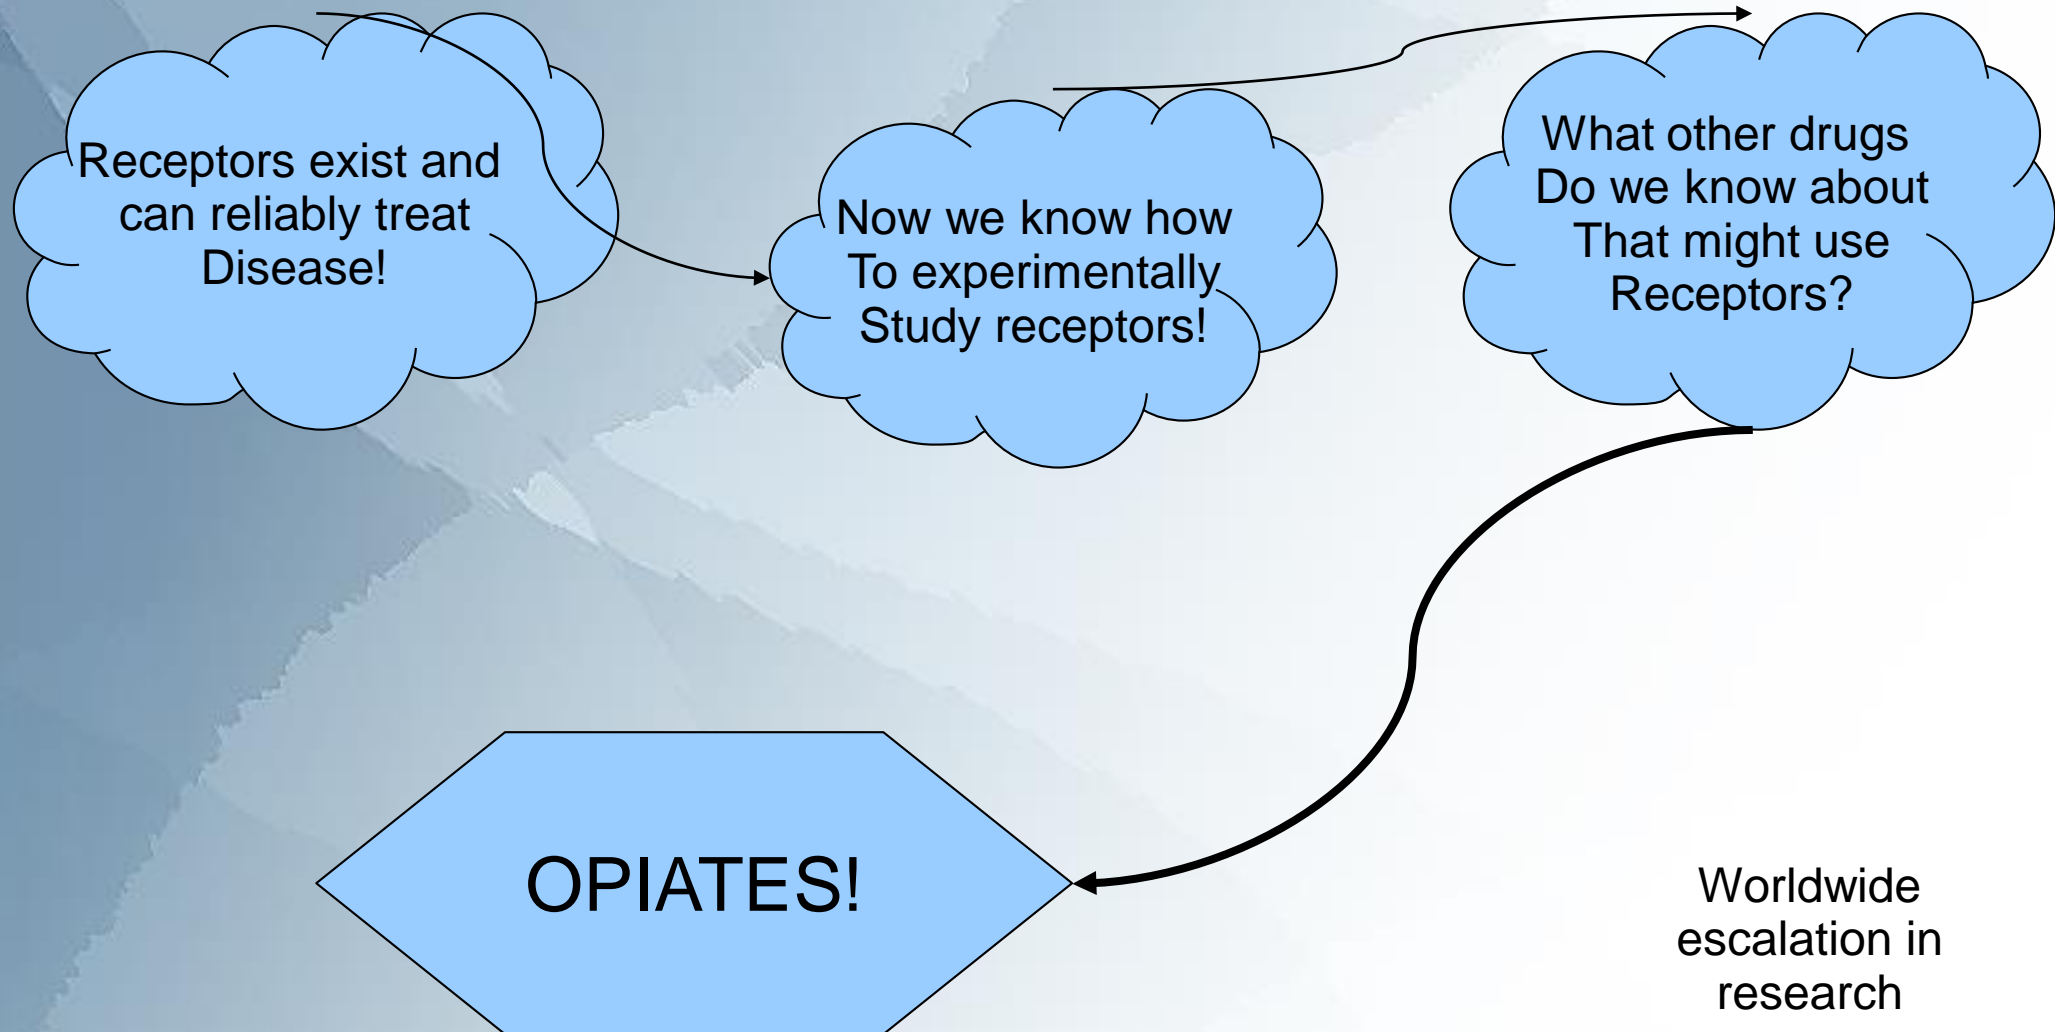 Receptors exist and
can reliably treat
Disease!
Now we know how
To experimentally
Study receptors!
What other drugs
Do we know about
That might use
Receptors?
OPIATES!
Worldwide
escalation in
research